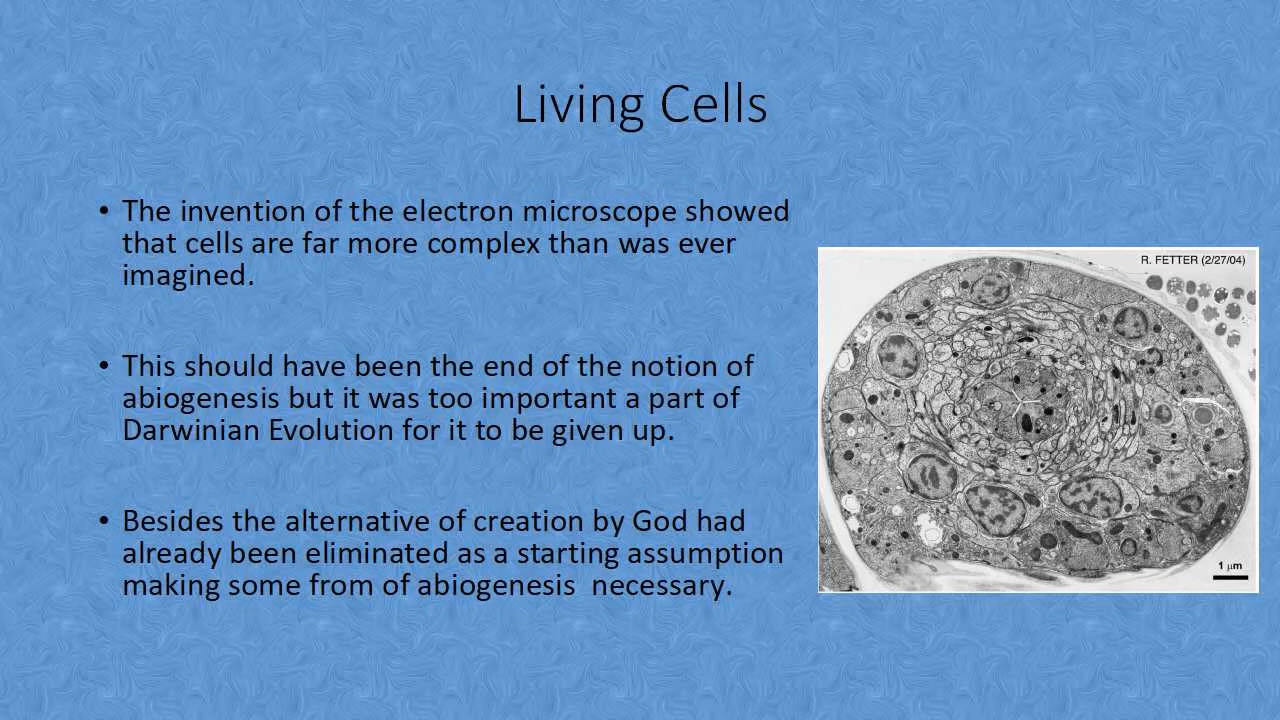 Living Cells
• The invention of the electron microscope showed
that cells are far more complex than was ever
imagined.
• This should have been the end of the notion of
abiogenesis but it was too important a part of
Darwinian Evolution for it to be given up.
• Besides the alternative of creation by God had
already been eliminated as a starting assumption
making some from of abiogenesis  necessary.
R. FETTER (2/27/04)
1 µm